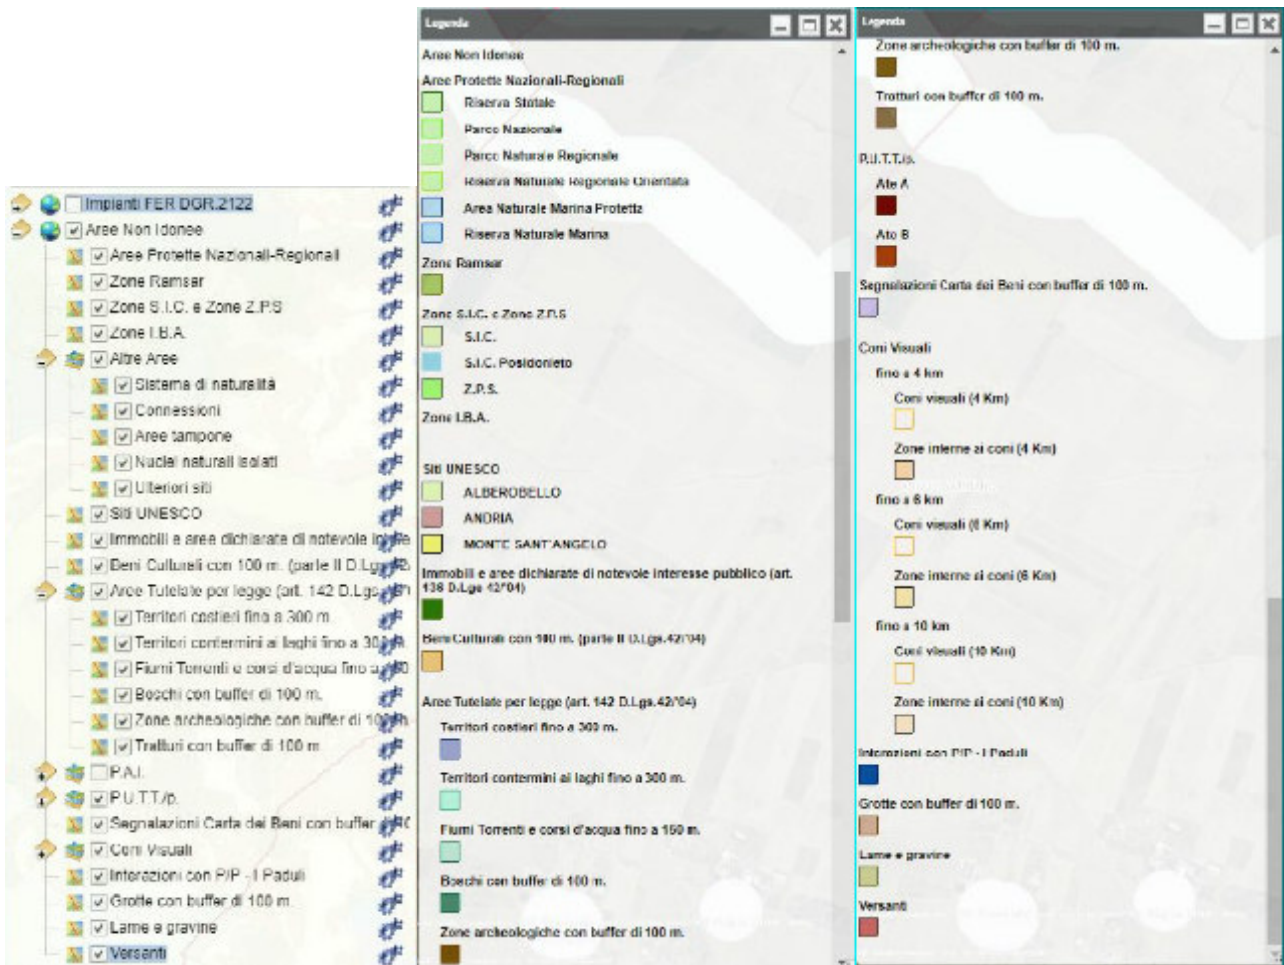 Impianti FER DGR.2122
Aree Non Idonee
Aree Protette Nazionali-Regionali
Zone Ramsar
Zone S.I.C. e Zone Z.P.S
Zone I.B.A.
Altre Aree
Sistema di naturalità
Connessioni
Aree tampone
Nuclei naturali isolati
Ulteriori siti
Siti UNESCO
Immobili e aree dichiarate di notevole
Beni Culturali con 100 m. (parte II D.Lgs
Aree Tutelate per legge (art. 142 D.Lgs
Territori costieri fino a 300 m.
Territori contermini ai laghi fino a 300
Fiumi Torrenti e corsi d'acqua fino a
Boschi con buffer di 100 m.
Zone archeologiche con buffer di 100 m.
Tratturi con buffer di 100 m.
P.A.I.
P.U.T.T./p.
Segnalazioni Carta dei Beni con buffer
Coni Visuali
Interazioni con P/P - I Paduli
Grotte con buffer di 100 m.
Lame e gravine
Versanti
Legenda
Aree Non Idonee
Aree Protette Nazionali-Regionali
Riserva Statale
Parco Nazionale
Parco Naturale Regionale
Riserva Naturale Regionale Orientata
Area Naturale Marina Protetta
Riserva Naturale Marina
Zone Ramsar
Zone S.I.C. e Zone Z.P.S
S.I.C.
S.I.C. Posidonieto
Z.P.S.
Zone I.B.A.
Siti UNESCO
ALBEROBELLO
ANDRIA
MONTE SANT'ANGELO
Immobili e aree dichiarate di notevole interesse pubblico (art.
136 D.Lgs 42/'04)
Beni Culturali con 100 m. (parte II D.Lgs.42/'04)
Aree Tutelate per legge (art. 142 D.Lgs.42/'04)
Territori costieri fino a 300 m.
Territori contermini ai laghi fino a 300 m.
Fiumi Torrenti e corsi d'acqua fino a 150 m.
Boschi con buffer di 100 m.
Zone archeologiche con buffer di 100 m.
Legenda
Zone archeologiche con buffer di 100 m.
Tratturi con buffer di 100 m.
P.U.T.T./p.
Ate A
Ato B
Segnalazioni Carta dei Beni con buffer di 100 m.
Coni Visuali
fino a 4 km
Coni visuali (4 Km)
Zone interne ai coni (4 Km)
fino a 6 km
Coni visuali (6 Km)
Zone interne ai coni (6 Km)
fino a 10 km
Coni visuali (10 Km)
Zone interne ai coni (10 Km)
Interazioni con P/P - I Paduli
Grotte con buffer di 100 m.
Lame e gravine
Versanti